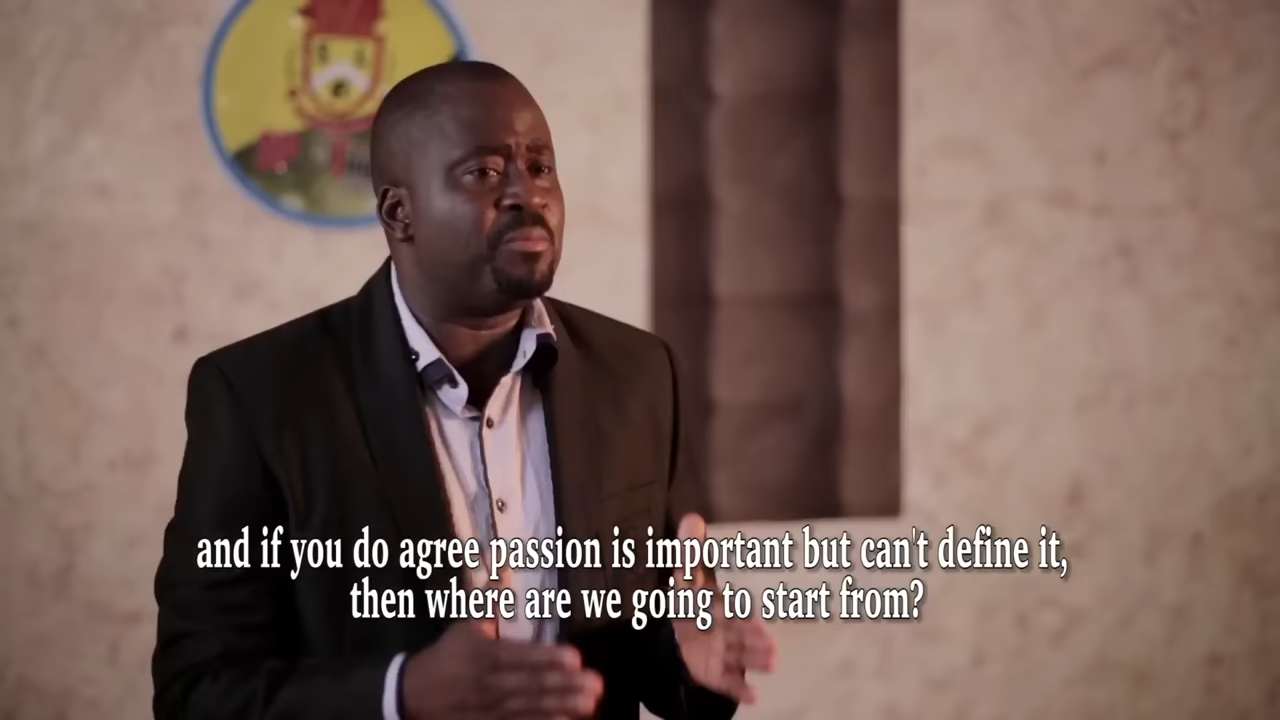 and if you do agree passion is important but can't define it,
then where are we going to start from?